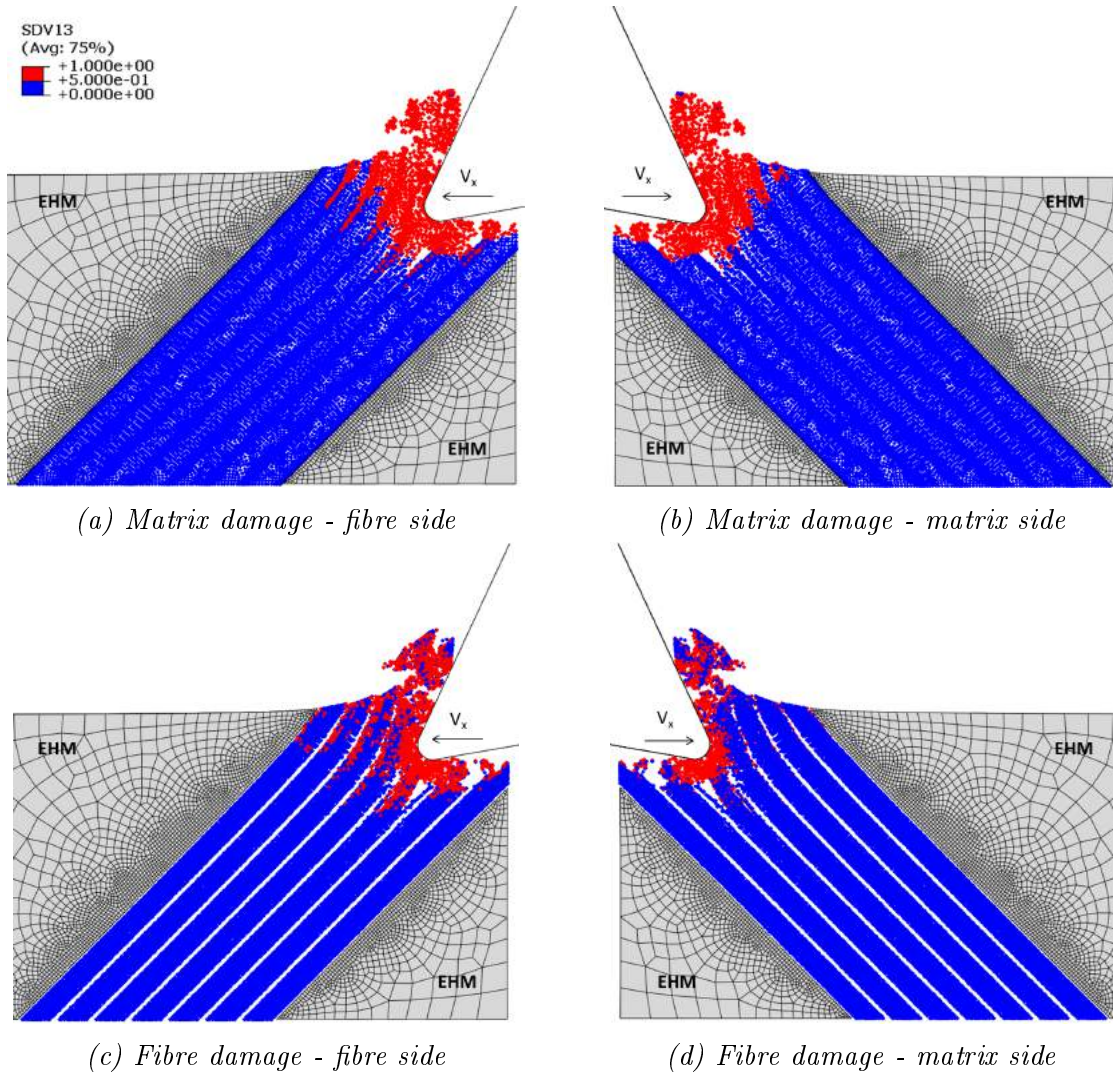 SDV13
(Avg: 75%)
+1.000e+00
+5.000e-01
+0.000e+00
EHM
Vx
EHM
Vx
EHM
EHM
(a) Matrix damage - fibre side
(b) Matrix damage - matrix side
EHM
Vx
EHM
Vx
EHM
EHM
(c) Fibre damage - fibre side
(d) Fibre damage - matrix side